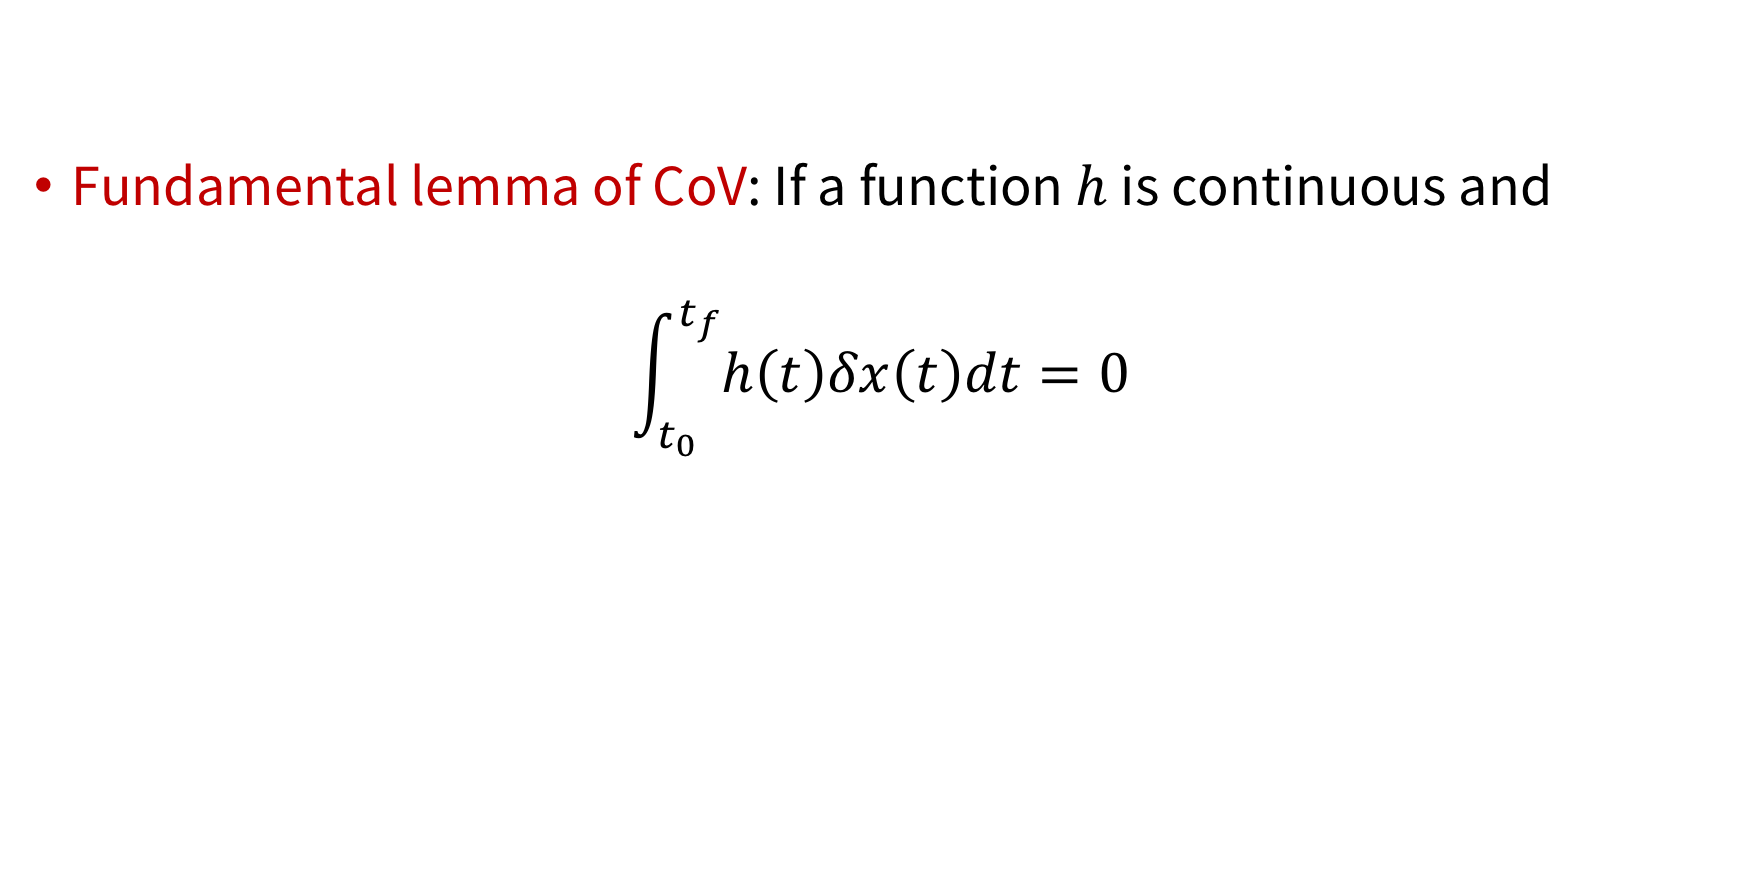 • Fundamental lemma of CoV: If a function ℎ is continuous and
∫_{t_0}^{t_f} ℎ(t)δx(t)dt = 0